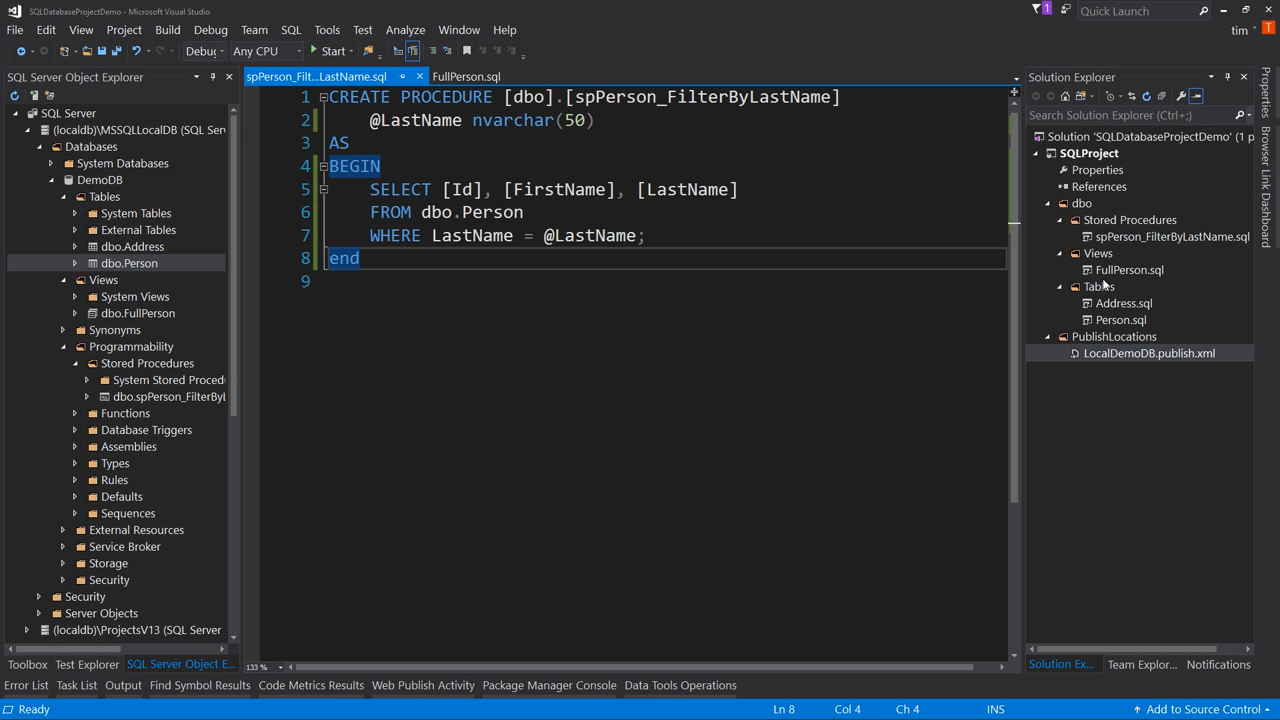 SQLDatabaseProjectDemo - Microsoft Visual Studio
1
Quick Launch
File Edit View Project Build Debug Team SQL Tools Test Analyze Window Help
tim T
Debug Any CPU Start
SQL Server Object Explorer
SQL Server
(localdb)\MSSQLLocalDB (SQL Serv
Databases
System Databases
DemoDB
Tables
System Tables
External Tables
dbo.Address
dbo.Person
Views
System Views
dbo.FullPerson
Synonyms
Programmability
Stored Procedures
System Stored Proced
dbo.spPerson_FilterByL
Functions
Database Triggers
Assemblies
Types
Rules
Defaults
Sequences
External Resources
Service Broker
Storage
Security
Security
Server Objects
(localdb)\ProjectsV13 (SQL Server
Toolbox Test Explorer SQL Server Object E...
spPerson_Filt...LastName.sql FullPerson.sql
1 CREATE PROCEDURE [dbo].[spPerson_FilterByLastName]
2 @LastName nvarchar(50)
3 AS
4 BEGIN
5 SELECT [Id], [FirstName], [LastName]
6 FROM dbo.Person
7 WHERE LastName = @LastName;
8 end
9
133 %
Solution Explorer
Search Solution Explorer (Ctrl+;)
Solution 'SQLDatabaseProjectDemo' (1 p
SQLProject
Properties
References
dbo
Stored Procedures
spPerson_FilterByLastName.sql
Views
FullPerson.sql
Tables
Address.sql
Person.sql
PublishLocations
LocalDemoDB.publish.xml
Solution Ex... Team Explor... Notifications
Properties
Browser Link Dashboard
Error List Task List Output Find Symbol Results Code Metrics Results Web Publish Activity Package Manager Console Data Tools Operations
Ready Ln 8 Col 4 Ch 4 INS Add to Source Control